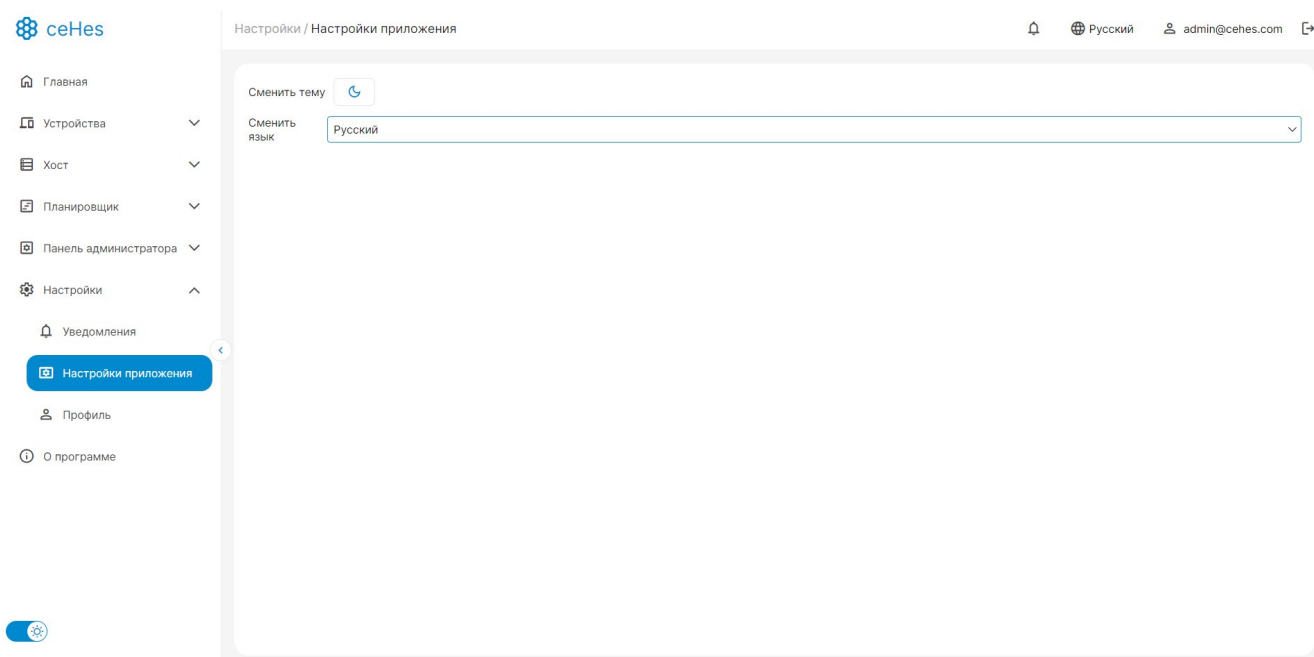 ceHes
Настройки / Настройки приложения
Русский
admin@cehes.com
Главная
Устройства
Хост
Планировщик
Панель администратора
Настройки
Уведомления
Настройки приложения
Профиль
О программе
Сменить тему
Сменить
язык
Русский